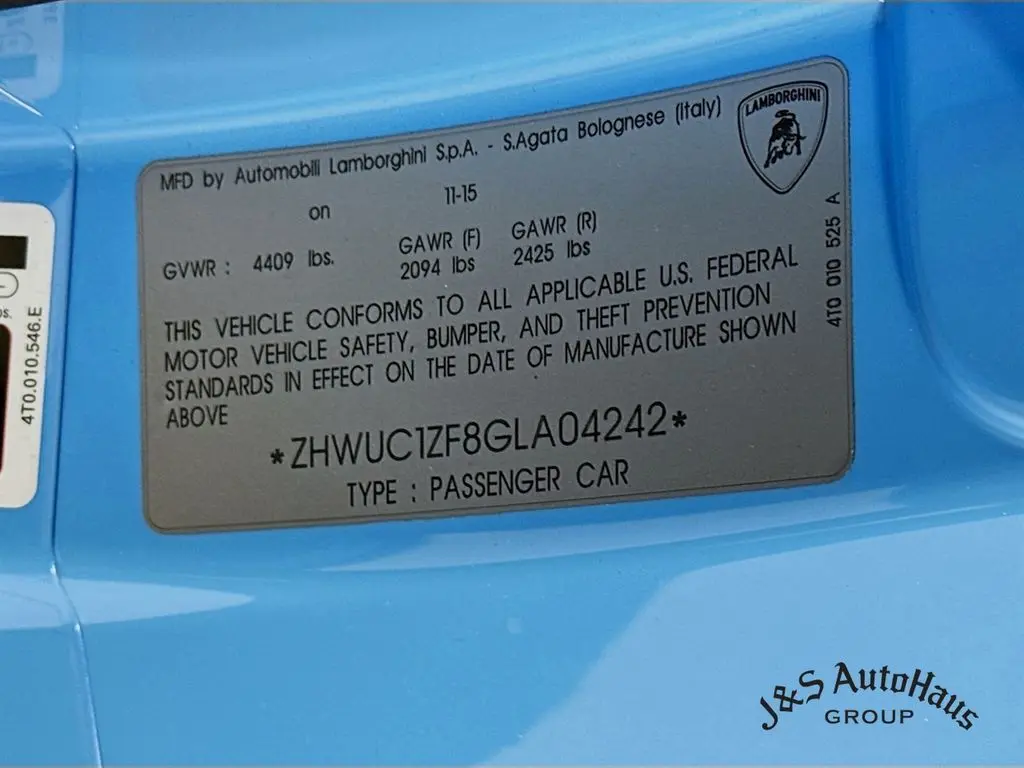 LAMBORGHINI
MFD by Automobili Lamborghini S.p.A. - S.Agata Bolognese (Italy)
on 11-15
GVWR : 4409 lbs. GAWR (F) GAWR (R)
2094 lbs 2425 lbs
THIS VEHICLE CONFORMS TO ALL APPLICABLE U.S. FEDERAL
MOTOR VEHICLE SAFETY, BUMPER, AND THEFT PREVENTION
STANDARDS IN EFFECT ON THE DATE OF MANUFACTURE SHOWN
ABOVE
*ZHWUC1ZF8GLA04242*
TYPE : PASSENGER CAR
4T0 010 525 A
4T0.010.546.E
J&S AutoHaus
GROUP